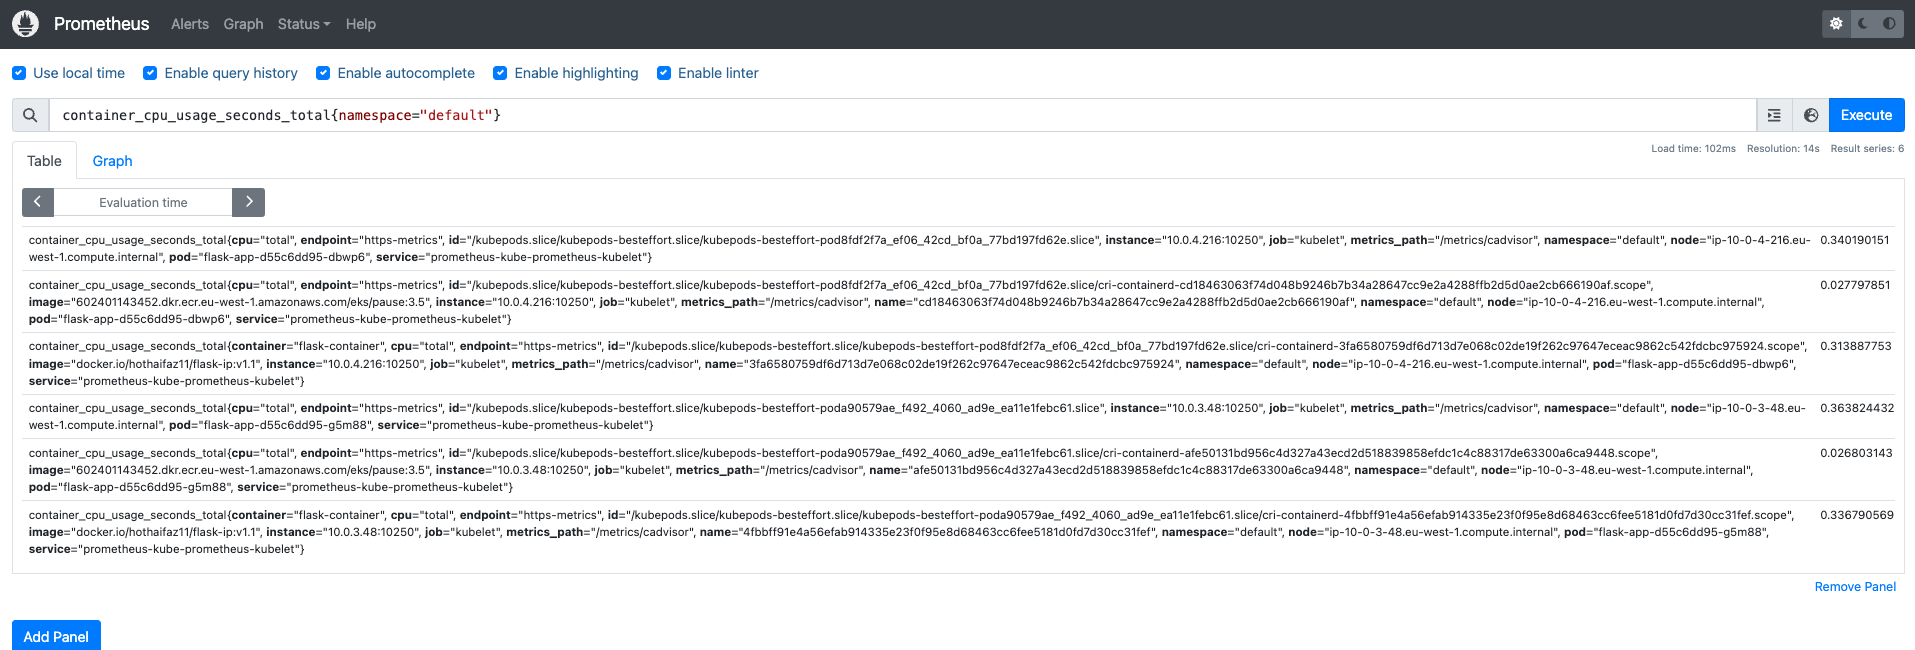 Prometheus Alerts Graph Status Help
Use local time Enable query history Enable autocomplete Enable highlighting Enable linter
container_cpu_usage_seconds_total{namespace="default"} Execute
Table Graph Load time: 102ms Resolution: 14s Result series: 6
Evaluation time
container_cpu_usage_seconds_total{cpu="total", endpoint="https-metrics", id="/kubepods.slice/kubepods-besteffort.slice/kubepods-besteffort-pod8fdf2f7a_ef06_42cd_bf0a_77bd197fd62e.slice", instance="10.0.4.216:10250", job="kubelet", metrics_path="/metrics/cadvisor", namespace="default", node="ip-10-0-4-216.eu- 0.340190151
west-1.compute.internal", pod="flask-app-d55c6dd95-dbwp6", service="prometheus-kube-prometheus-kubelet"}
container_cpu_usage_seconds_total{cpu="total", endpoint="https-metrics", id="/kubepods.slice/kubepods-besteffort.slice/kubepods-besteffort-pod8fdf2f7a_ef06_42cd_bf0a_77bd197fd62e.slice/cri-containerd-cd18463063f74d048b9246b7b34a28647cc9e2a4288ffb2d5d0ae2cb666190af.scope", 0.027797851
image="602401143452.dkr.ecr.eu-west-1.amazonaws.com/eks/pause:3.5", instance="10.0.4.216:10250", job="kubelet", metrics_path="/metrics/cadvisor", name="cd18463063f74d048b9246b7b34a28647cc9e2a4288ffb2d5d0ae2cb666190af", namespace="default", node="ip-10-0-4-216.eu-west-1.compute.internal",
pod="flask-app-d55c6dd95-dbwp6", service="prometheus-kube-prometheus-kubelet"}
container_cpu_usage_seconds_total{container="flask-container", cpu="total", endpoint="https-metrics", id="/kubepods.slice/kubepods-besteffort.slice/kubepods-besteffort-pod8fdf2f7a_ef06_42cd_bf0a_77bd197fd62e.slice/cri-containerd-3fa6580759df6d713d7e068c02de19f262c97647eceac9862c542fdcbc975924.scope", 0.313887753
image="docker.io/hothaifaz11/flask-ip:v1.1", instance="10.0.4.216:10250", job="kubelet", metrics_path="/metrics/cadvisor", name="3fa6580759df6d713d7e068c02de19f262c97647eceac9862c542fdcbc975924", namespace="default", node="ip-10-0-4-216.eu-west-1.compute.internal", pod="flask-app-d55c6dd95-dbwp6",
service="prometheus-kube-prometheus-kubelet"}
container_cpu_usage_seconds_total{cpu="total", endpoint="https-metrics", id="/kubepods.slice/kubepods-besteffort.slice/kubepods-besteffort-poda90579ae_f492_4060_ad9e_ea11e1febc61.slice", instance="10.0.3.48:10250", job="kubelet", metrics_path="/metrics/cadvisor", namespace="default", node="ip-10-0-3-48.eu- 0.363824432
west-1.compute.internal", pod="flask-app-d55c6dd95-g5m88", service="prometheus-kube-prometheus-kubelet"}
container_cpu_usage_seconds_total{cpu="total", endpoint="https-metrics", id="/kubepods.slice/kubepods-besteffort.slice/kubepods-besteffort-poda90579ae_f492_4060_ad9e_ea11e1febc61.slice/cri-containerd-afe50131bd956c4d327a43ecd2d518839858efdc1c4c88317de63300a6ca9448.scope", 0.026803143
image="602401143452.dkr.ecr.eu-west-1.amazonaws.com/eks/pause:3.5", instance="10.0.3.48:10250", job="kubelet", metrics_path="/metrics/cadvisor", name="afe50131bd956c4d327a43ecd2d518839858efdc1c4c88317de63300a6ca9448", namespace="default", node="ip-10-0-3-48.eu-west-1.compute.internal",
pod="flask-app-d55c6dd95-g5m88", service="prometheus-kube-prometheus-kubelet"}
container_cpu_usage_seconds_total{container="flask-container", cpu="total", endpoint="https-metrics", id="/kubepods.slice/kubepods-besteffort.slice/kubepods-besteffort-poda90579ae_f492_4060_ad9e_ea11e1febc61.slice/cri-containerd-4fbbff91e4a56efab914335e23f0f95e8d68463cc6fee5181d0fd7d30cc31fef.scope", 0.336790569
image="docker.io/hothaifaz11/flask-ip:v1.1", instance="10.0.3.48:10250", job="kubelet", metrics_path="/metrics/cadvisor", name="4fbbff91e4a56efab914335e23f0f95e8d68463cc6fee5181d0fd7d30cc31fef", namespace="default", node="ip-10-0-3-48.eu-west-1.compute.internal", pod="flask-app-d55c6dd95-g5m88",
service="prometheus-kube-prometheus-kubelet"}
Remove Panel
Add Panel